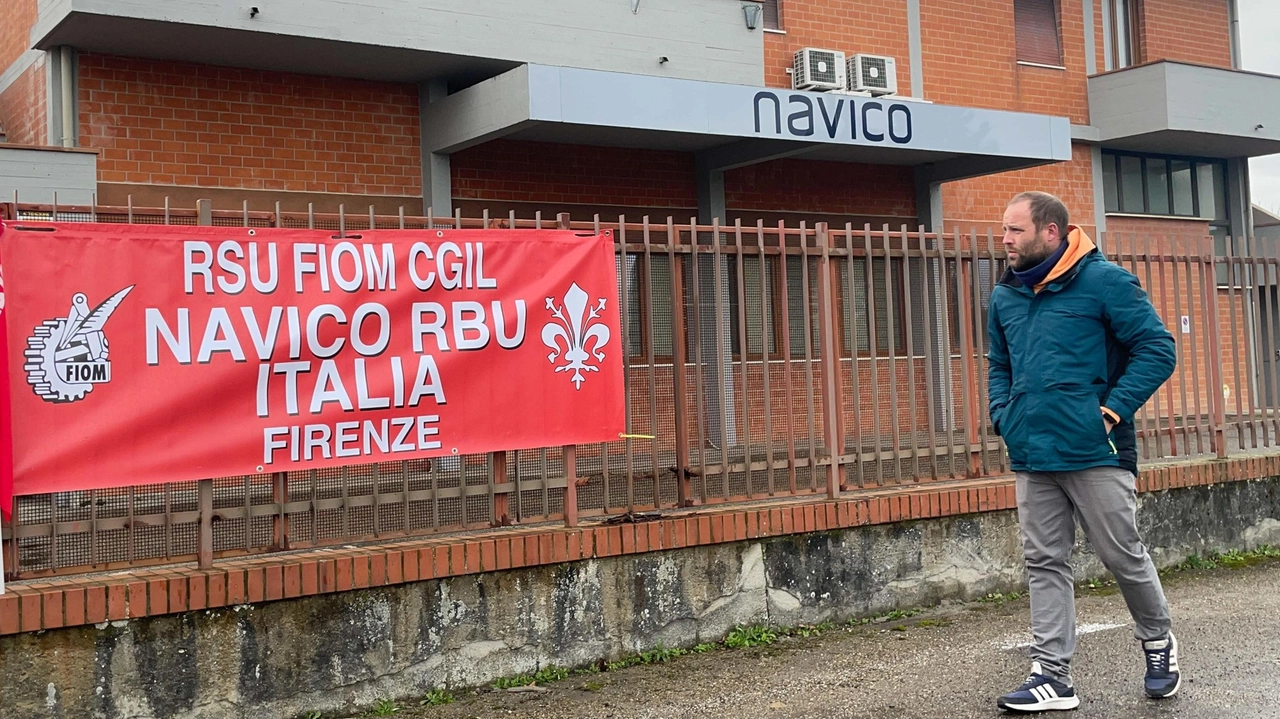 navico
RSU FIOM CGIL
NAVICO RBU
ITALIA
FIRENZE
FIOM